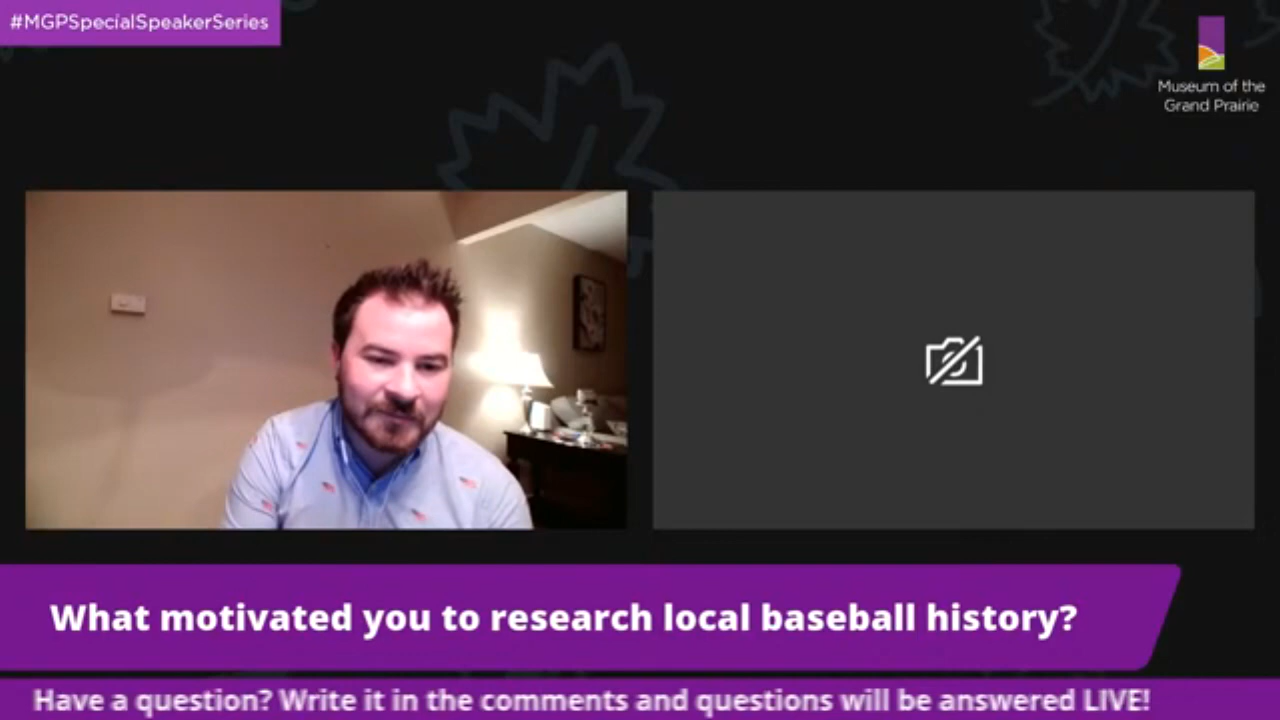 #MGPSpecialSpeakerSeries
Museum of the
Grand Prairie
What motivated you to research local baseball history?
Have a question? Write it in the comments and questions will be answered LIVE!